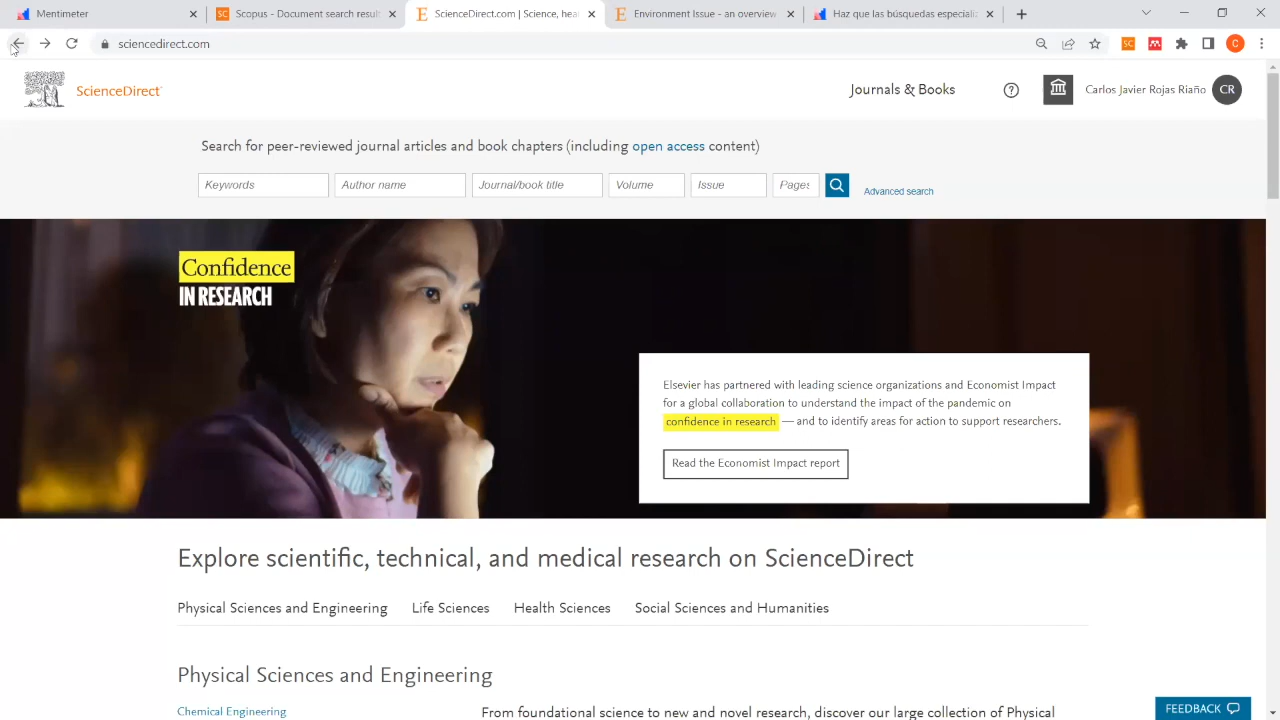 Mentimeter
Scopus - Document search result
ScienceDirect.com | Science, hea
Environment Issue - an overview
Haz que las búsquedas especializ
sciencedirect.com
SC
C
ScienceDirect
Journals & Books
?
Carlos Javier Rojas Riaño
CR
Search for peer-reviewed journal articles and book chapters (including open access content)
Keywords
Author name
Journal/book title
Volume
Issue
Pages
Advanced search
Confidence
IN RESEARCH
Elsevier has partnered with leading science organizations and Economist Impact
for a global collaboration to understand the impact of the pandemic on
confidence in research — and to identify areas for action to support researchers.
Read the Economist Impact report
Explore scientific, technical, and medical research on ScienceDirect
Physical Sciences and Engineering
Life Sciences
Health Sciences
Social Sciences and Humanities
Physical Sciences and Engineering
Chemical Engineering
From foundational science to new and novel research, discover our large collection of Physical
FEEDBACK